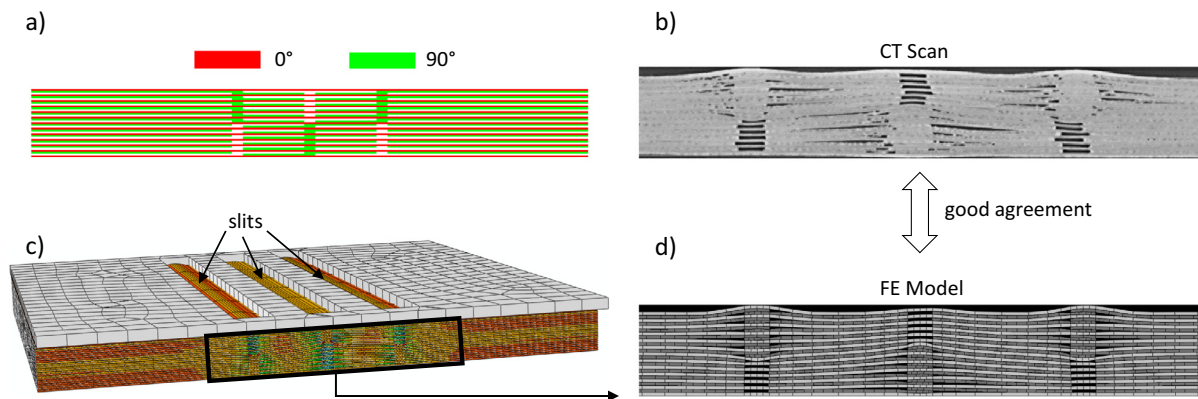 a)
0°
90°
b)
CT Scan
good agreement
c)
slits
d)
FE Model